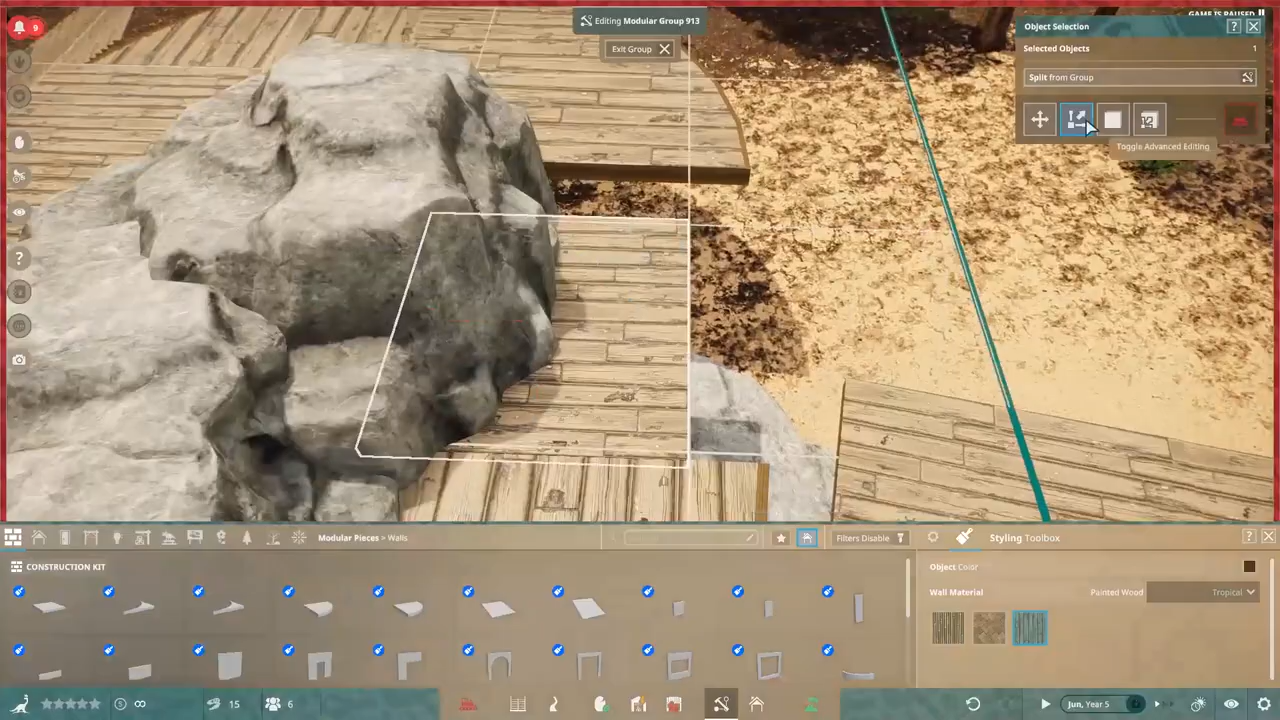 9
Editing Modular Group 913
Exit Group
GAME IS PAUSED
Object Selection
?
Selected Objects 1
Split from Group
Toggle Advanced Editing
?
Modular Pieces > Walls
Filters Disable
Styling Toolbox
?
CONSTRUCTION KIT
Object Color
Wall Material
Painted Wood
Tropical
15
6
Jun, Year 5